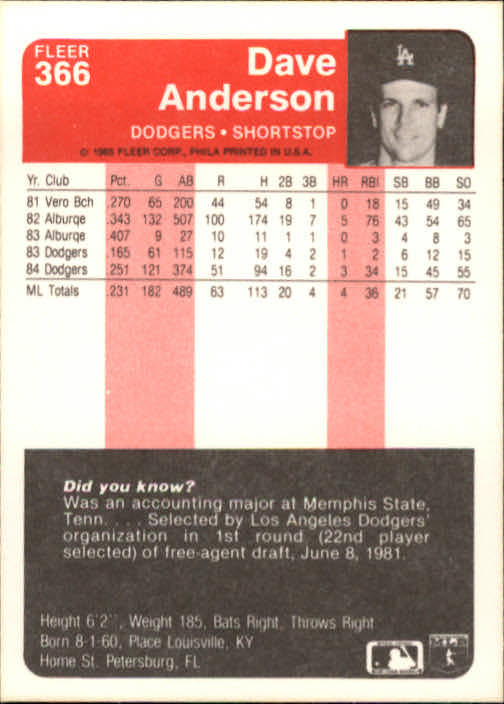 FLEER
366
Dave
Anderson
DODGERS • SHORTSTOP
© 1985 FLEER CORP., PHILA PRINTED IN U.S.A.
LA
Yr. Club Pct. G AB R H 2B 3B HR RBI SB BB SO
81 Vero Bch .270 65 200 44 54 8 1 0 18 15 49 34
82 Alburqe .343 132 507 100 174 19 7 5 76 43 54 65
83 Alburqe .407 9 27 10 11 1 1 0 3 4 8 3
83 Dodgers .165 61 115 12 19 4 2 1 2 6 12 15
84 Dodgers .251 121 374 51 94 16 2 3 34 15 45 55
ML Totals .231 182 489 63 113 20 4 4 36 21 57 70
Did you know?
Was an accounting major at Memphis State,
Tenn. . . . Selected by Los Angeles Dodgers'
organization in 1st round (22nd player
selected) of free-agent draft, June 8, 1981.
Height 6'2", Weight 185, Bats Right, Throws Right
Born 8-1-60, Place Louisville, KY
Home St. Petersburg, FL